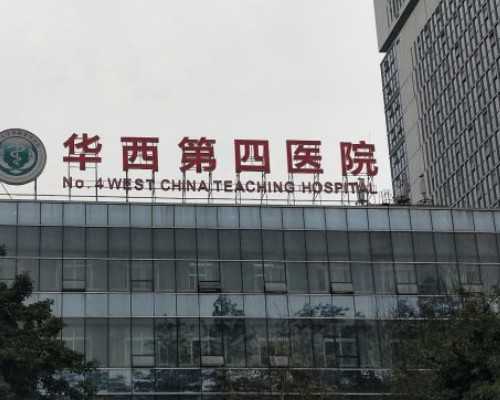 华西第四医院
No. 4 WEST CHINA TEACHING HOSPITAL